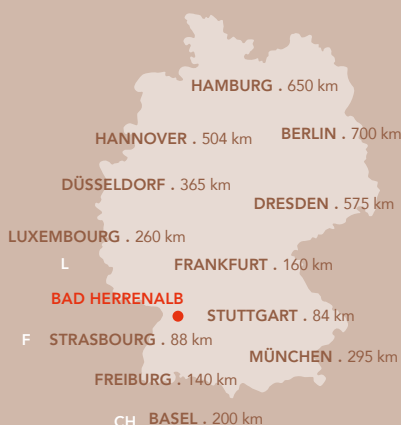 HAMBURG . 650 km
BERLIN . 700 km
HANNOVER . 504 km
DÜSSELDORF . 365 km
DRESDEN . 575 km
LUXEMBOURG . 260 km
L
FRANKFURT . 160 km
BAD HERRENALB
STUTTGART . 84 km
F
STRASBOURG . 88 km
MÜNCHEN . 295 km
FREIBURG . 140 km
CH
BASEL . 200 km